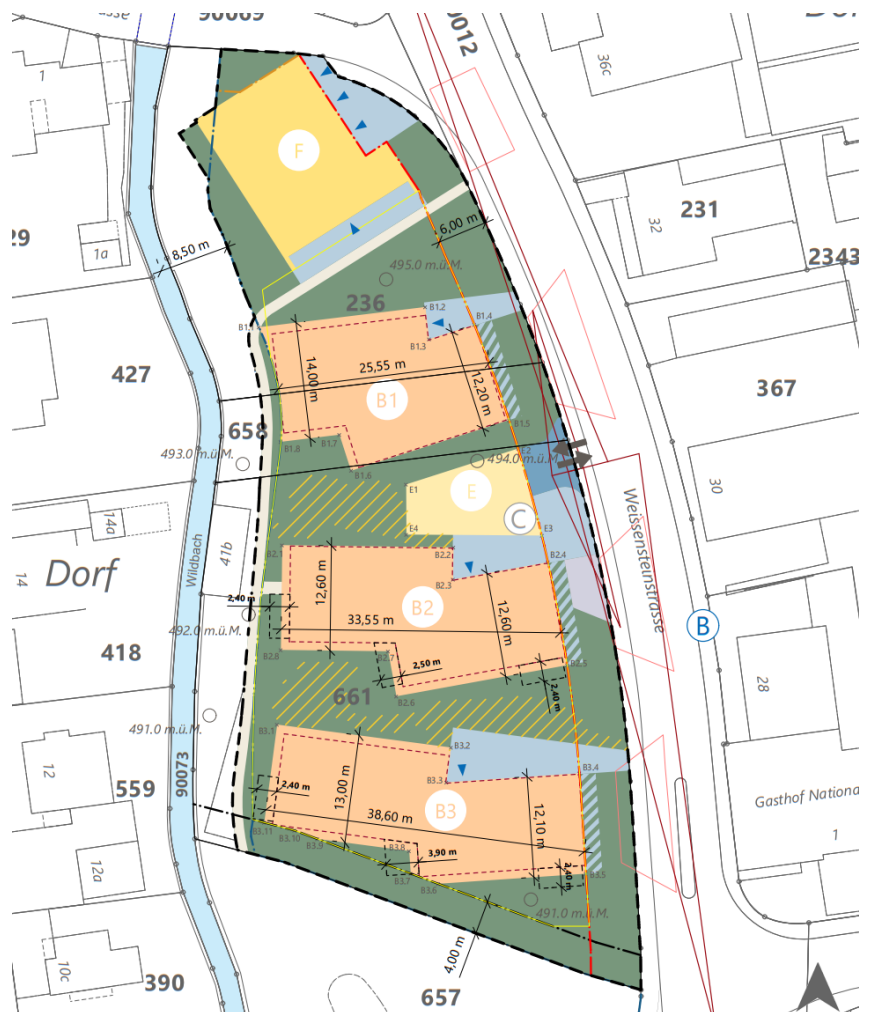 90069
90012
Dorf
36c
1
F
231
32
29
1a
8,50 m
6,00 m
2343
495.0 m.ü.M.
236
B1.1
B1.2
B1.4
B1.3
427
14,00 m
25,55 m
12,20 m
367
B1
658
B1.8
B1.7
B1.5
493.0 m.ü.M.
E2
494.0 m.ü.M.
B1.6
E
E1
30
14a
C
Weissensteinstrasse
E4
E3
Wildbach
41b
B2.1
B2.2
B2.4
14
Dorf
B2.3
12,60 m
2,40 m
B2
12,60 m
33,55 m
492.0 m.ü.M.
B
418
B2.8
B2.7
B2.5
2,50 m
2,40 m
28
661
B2.6
491.0 m.ü.M.
B3.1
B3.2
12
559
90073
B3.3
B3.4
2,40 m
13,00 m
38,60 m
B3
12,10 m
Gasthof Nationa
1
B3.11
B3.10
B3.9
B3.8
3,90 m
12a
B3.7
B3.6
2,40 m
B3.5
491.0 m.ü.M.
10c
4,00 m
390
657